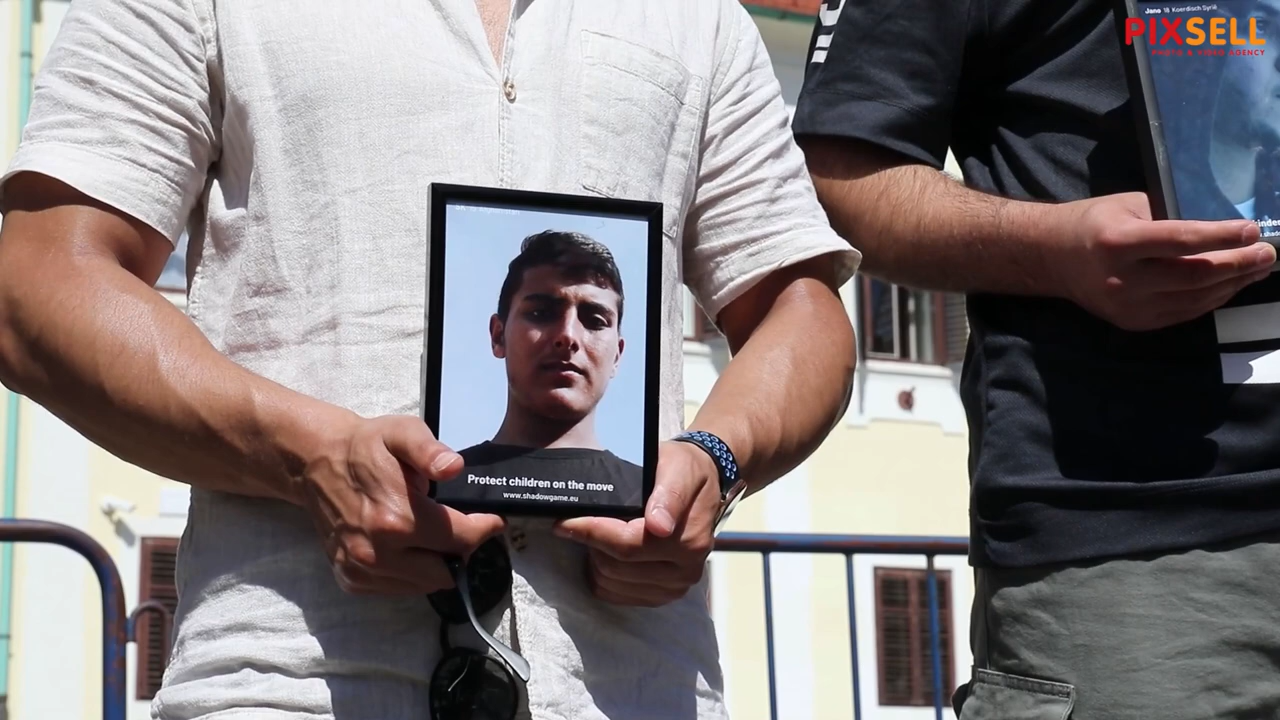 Jano 18 Koerdisch Syrië
PIXSELL
PHOTO & VIDEO AGENCY
Protect children on the move
www.shadowgame.eu